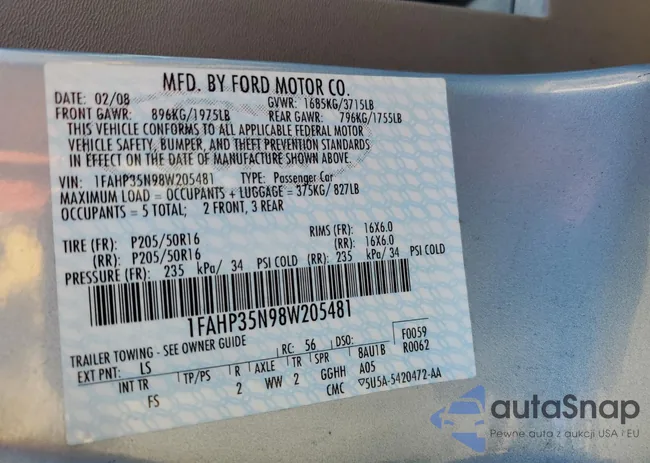 MFD. BY FORD MOTOR CO.
DATE: 02/08 GVWR: 1685KG/3715LB
FRONT GAWR: 896KG/1975LB REAR GAWR: 796KG/1755LB
THIS VEHICLE CONFORMS TO ALL APPLICABLE FEDERAL MOTOR
VEHICLE SAFETY, BUMPER, AND THEFT PREVENTION STANDARDS
IN EFFECT ON THE DATE OF MANUFACTURE SHOWN ABOVE.
VIN: 1FAHP35N98W205481 TYPE: Passenger Car
MAXIMUM LOAD = OCCUPANTS + LUGGAGE = 375KG/ 827LB
OCCUPANTS = 5 TOTAL; 2 FRONT, 3 REAR
TIRE (FR): P205/50R16 RIMS (FR): 16X6.0
(RR): P205/50R16 (RR): 16X6.0
PRESSURE (FR): 235 kPa/ 34 PSI COLD (RR): 235 kPa/ 34 PSI COLD
1FAHP35N98W205481
TRAILER TOWING - SEE OWNER GUIDE RC: 56 DSO: F0059
EXT PNT: LS R0062
INT TR TP/PS R AXLE TR SPR 8AU1B
FS 2 WW 2 GGHH A05
CMC ▽5U5A-5420472-AA
autaSnap
Pewne auta z aukcji USA i EU